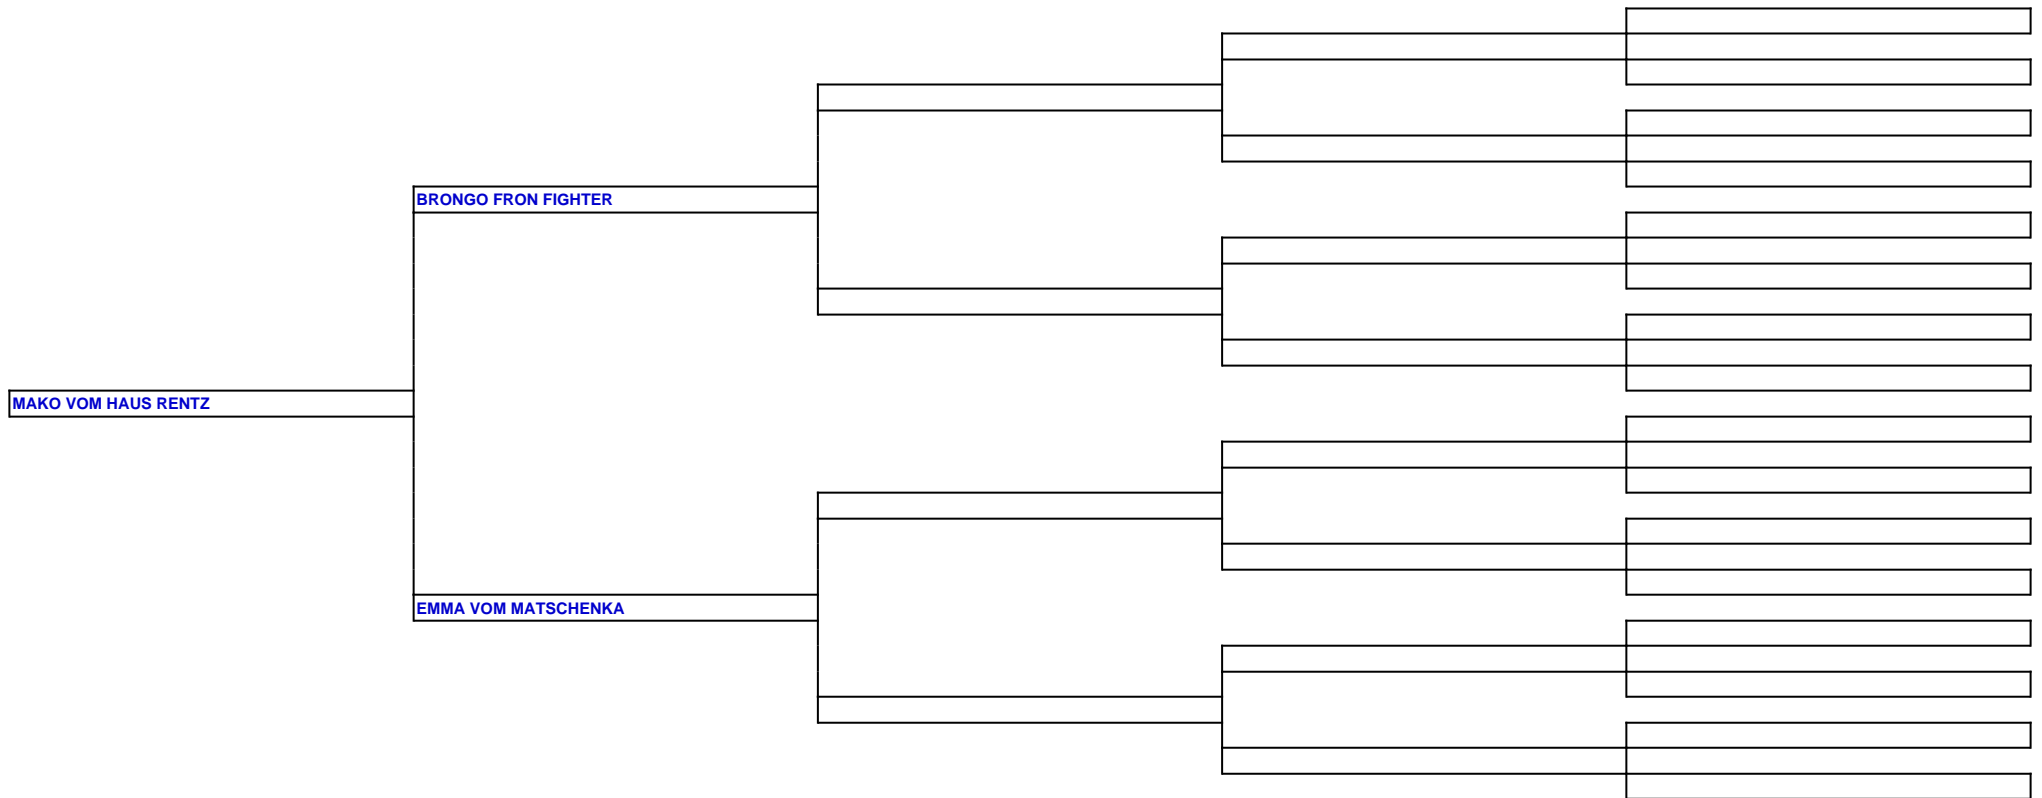 BRONGO FRON FIGHTER
MAKO VOM HAUS RENTZ
EMMA VOM MATSCHENKA